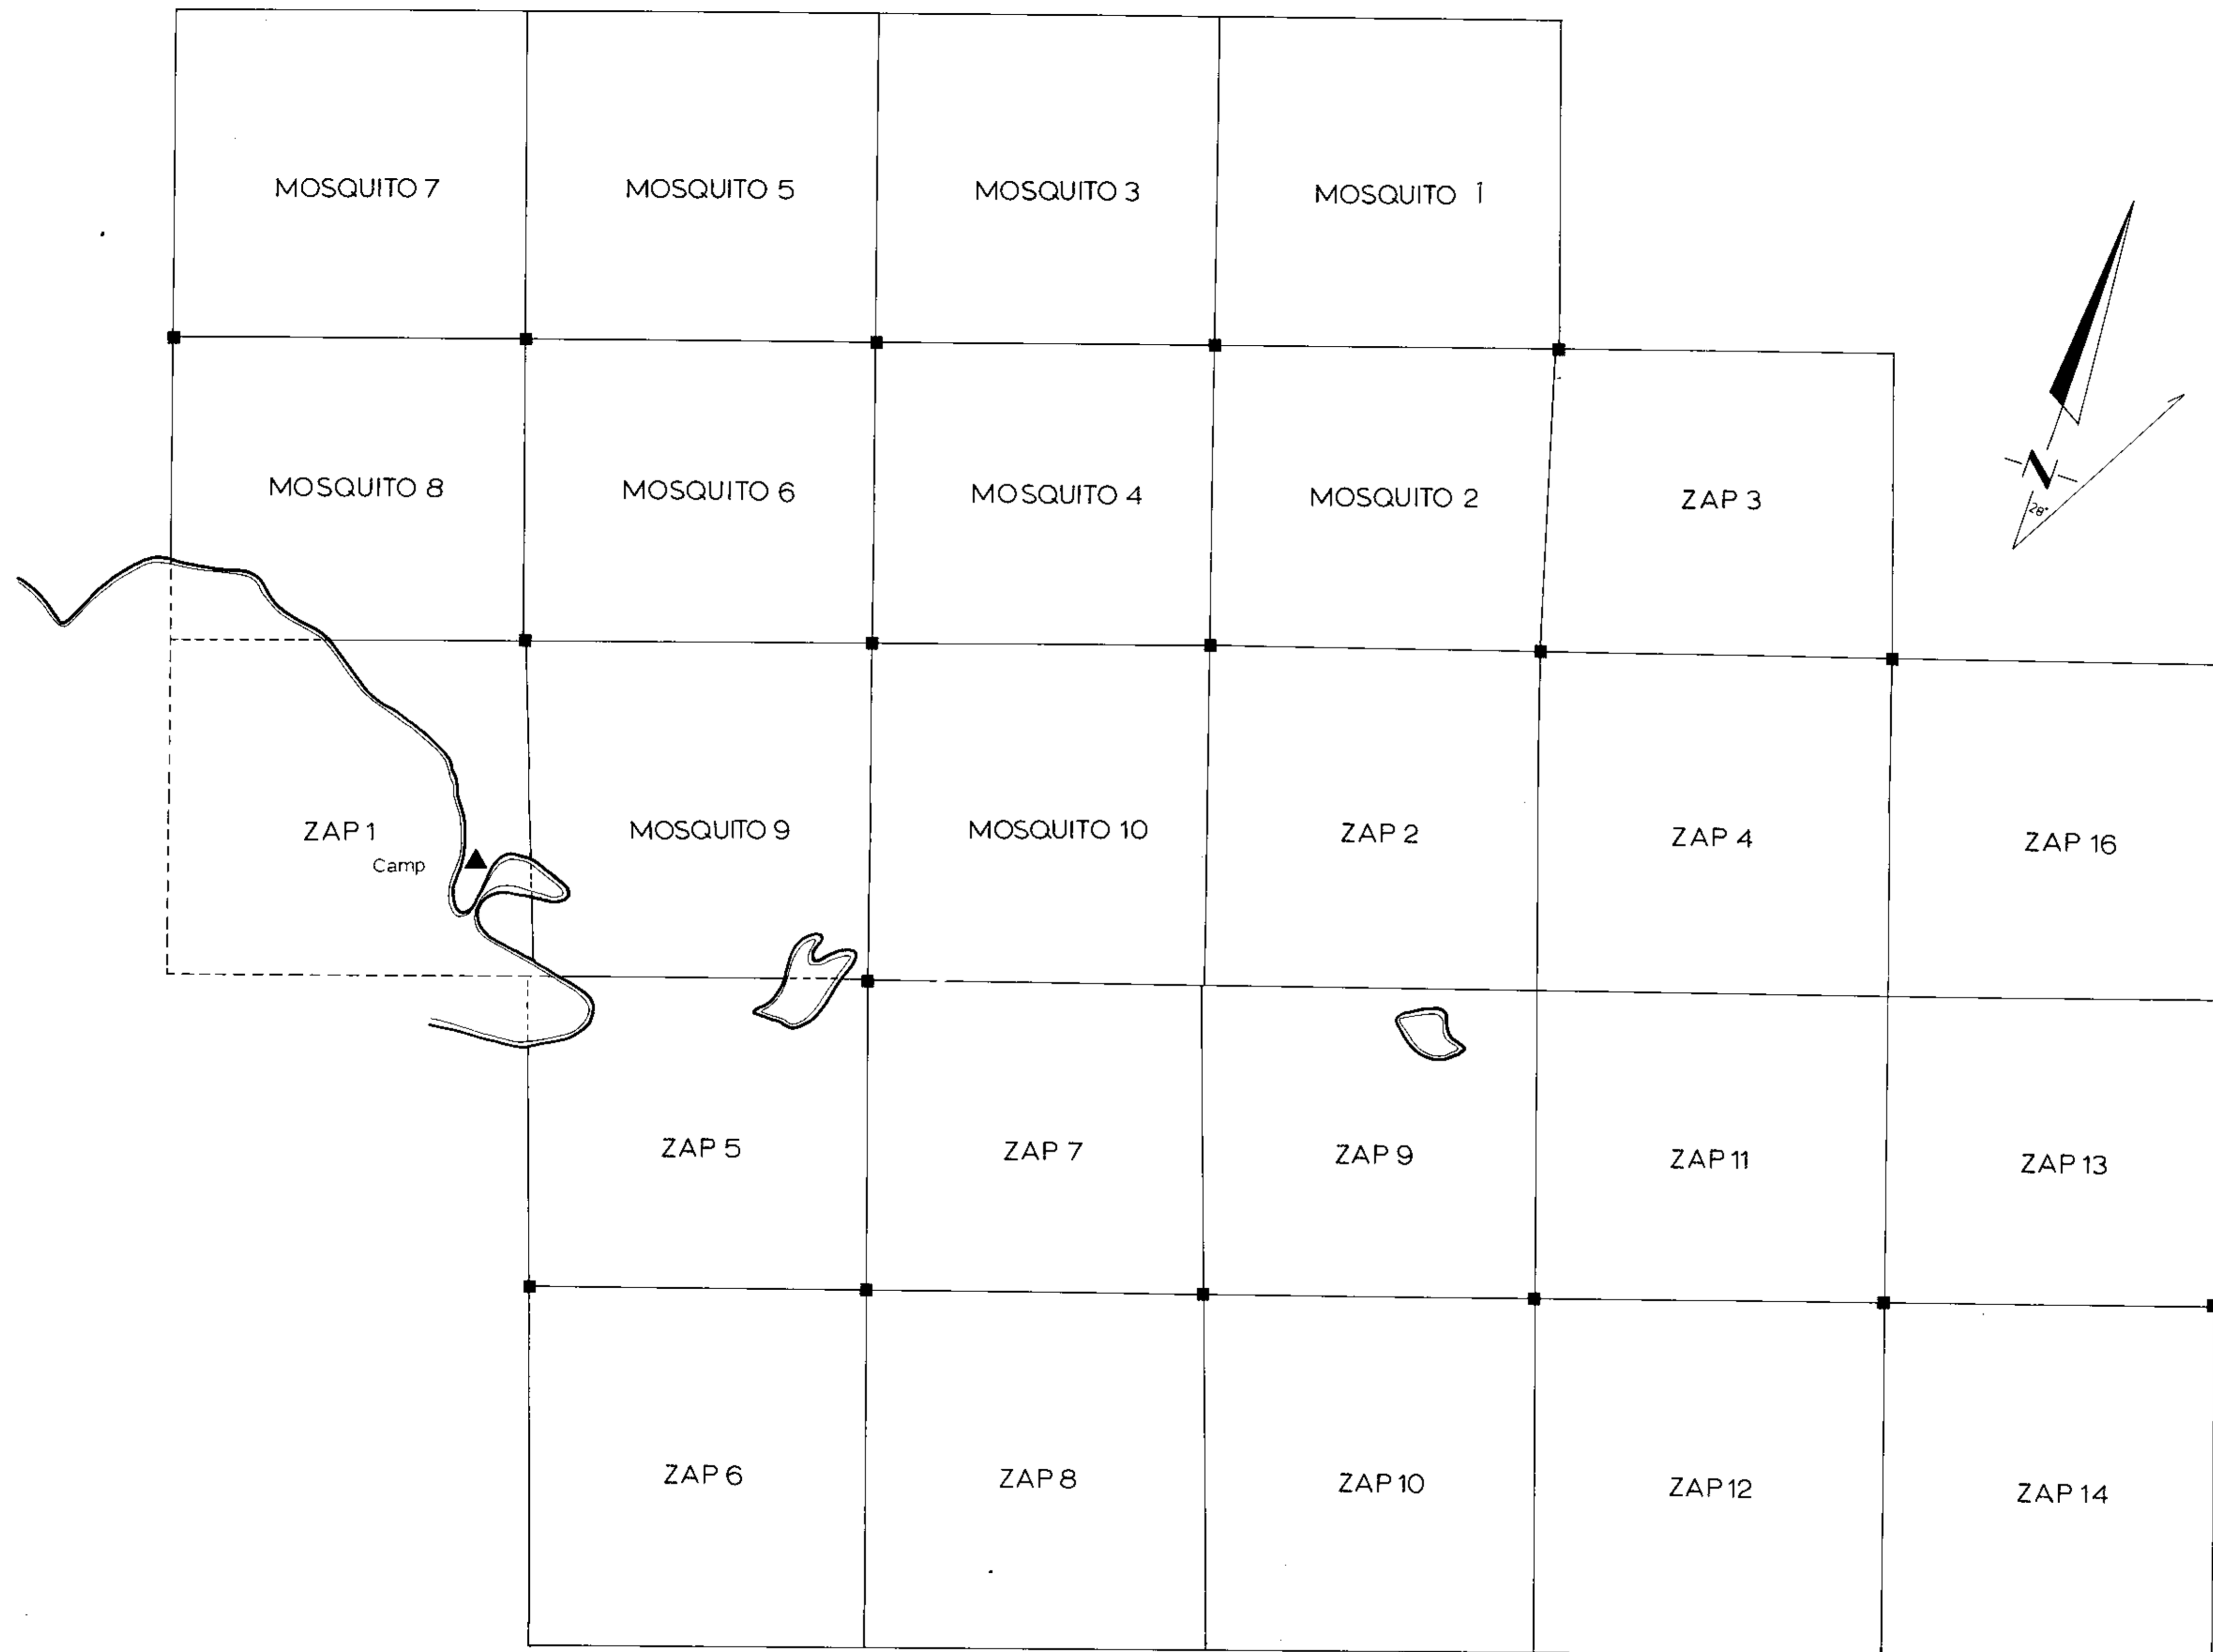 MOSQUITO 7
MOSQUITO 5
MOSQUITO 3
MOSQUITO 1
MOSQUITO 8
MOSQUITO 6
MOSQUITO 4
MOSQUITO 2
ZAP 3
N
28°
ZAP 1
Camp
MOSQUITO 9
MOSQUITO 10
ZAP 2
ZAP 4
ZAP 16
ZAP 5
ZAP 7
ZAP 9
ZAP 11
ZAP 13
ZAP 6
ZAP 8
ZAP 10
ZAP 12
ZAP 14